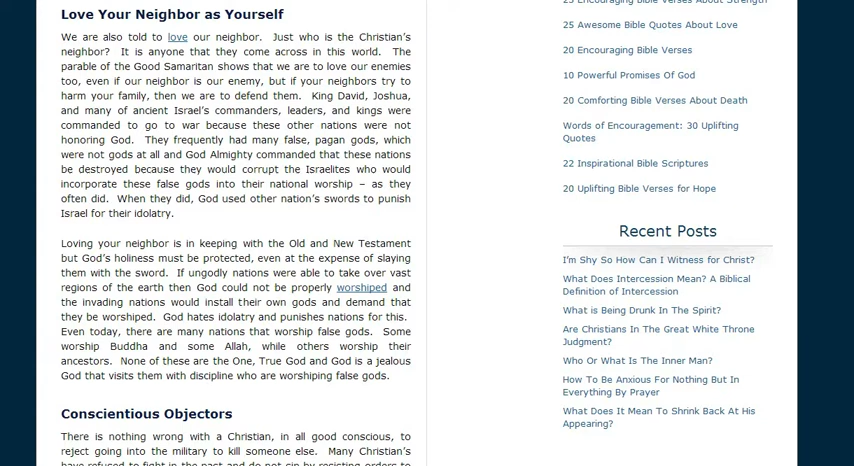 Love Your Neighbor as Yourself
We are also told to love our neighbor. Just who is the Christian's
neighbor? It is anyone that they come across in this world. The
parable of the Good Samaritan shows that we are to love our enemies
too, even if our neighbor is our enemy, but if your neighbors try to
harm your family, then we are to defend them. King David, Joshua,
and many of ancient Israel's commanders, leaders, and kings were
commanded to go to war because these other nations were not
honoring God. They frequently had many false, pagan gods, which
were not gods at all and God Almighty commanded that these nations
be destroyed because they would corrupt the Israelites who would
incorporate these false gods into their national worship – as they
often did. When they did, God used other nation's swords to punish
Israel for their idolatry.
Loving your neighbor is in keeping with the Old and New Testament
but God's holiness must be protected, even at the expense of slaying
them with the sword. If ungodly nations were able to take over vast
regions of the earth then God could not be properly worshiped and
the invading nations would install their own gods and demand that
they be worshiped. God hates idolatry and punishes nations for this.
Even today, there are many nations that worship false gods. Some
worship Buddha and some Allah, while others worship their
ancestors. None of these are the One, True God and God is a jealous
God that visits them with discipline who are worshiping false gods.
Conscientious Objectors
There is nothing wrong with a Christian, in all good conscious, to
reject going into the military to kill someone else. Many Christian's
have refused to fight in the past and do not sin by resisting orders to
25 Encouraging Bible Verses About Strength
25 Awesome Bible Quotes About Love
20 Encouraging Bible Verses
10 Powerful Promises Of God
20 Comforting Bible Verses About Death
Words of Encouragement: 30 Uplifting
Quotes
22 Inspirational Bible Scriptures
20 Uplifting Bible Verses for Hope
Recent Posts
I'm Shy So How Can I Witness for Christ?
What Does Intercession Mean? A Biblical
Definition of Intercession
What is Being Drunk In The Spirit?
Are Christians In The Great White Throne
Judgment?
Who Or What Is The Inner Man?
How To Be Anxious For Nothing But In
Everything By Prayer
What Does It Mean To Shrink Back At His
Appearing?